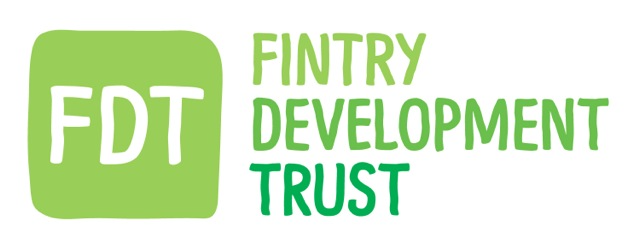 FDT
FINTRY
DEVELOPMENT
TRUST